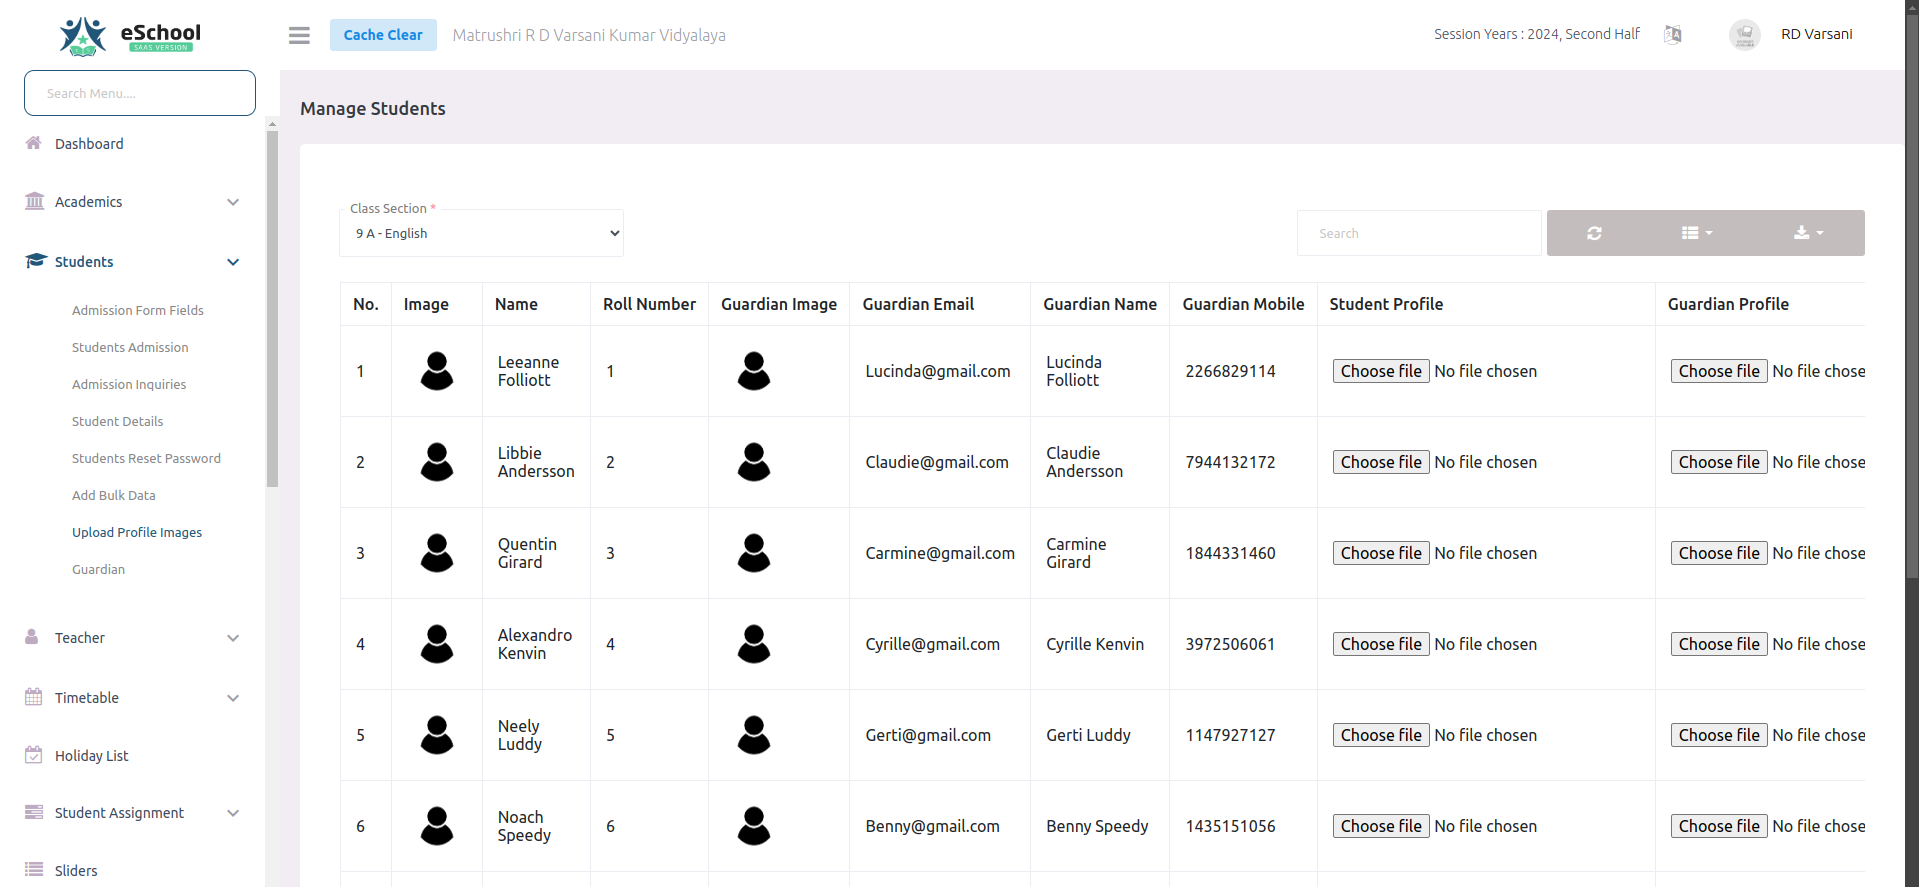 eSchool
SAAS VERSION
Cache Clear
Matrushri R D Varsani Kumar Vidyalaya
Session Years : 2024, Second Half
RD Varsani
Search Menu....
Dashboard
Academics
Students
Admission Form Fields
Students Admission
Admission Inquiries
Student Details
Students Reset Password
Add Bulk Data
Upload Profile Images
Guardian
Teacher
Timetable
Holiday List
Student Assignment
Sliders
Manage Students
Class Section *
9 A - English
Search
No. Image Name Roll Number Guardian Image Guardian Email Guardian Name Guardian Mobile Student Profile Guardian Profile
1 Leeanne Folliott 1 Lucinda@gmail.com Lucinda Folliott 2266829114 Choose file No file chosen Choose file No file chose
2 Libbie Andersson 2 Claudie@gmail.com Claudie Andersson 7944132172 Choose file No file chosen Choose file No file chose
3 Quentin Girard 3 Carmine@gmail.com Carmine Girard 1844331460 Choose file No file chosen Choose file No file chose
4 Alexandro Kenvin 4 Cyrille@gmail.com Cyrille Kenvin 3972506061 Choose file No file chosen Choose file No file chose
5 Neely Luddy 5 Gerti@gmail.com Gerti Luddy 1147927127 Choose file No file chosen Choose file No file chose
6 Noach Speedy 6 Benny@gmail.com Benny Speedy 1435151056 Choose file No file chosen Choose file No file chose